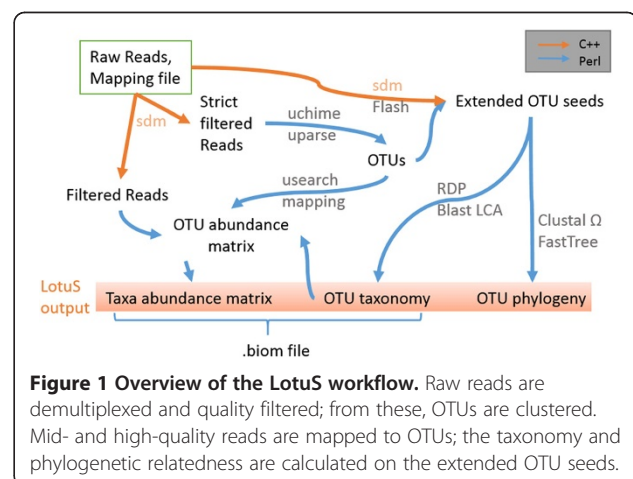 Raw Reads,
Mapping file
C++
Perl
sdm
Flash
Extended OTU seeds
sdm
Strict
filtered
Reads
uchime
uparse
OTUs
Filtered Reads
usearch
mapping
OTU abundance
matrix
RDP
Blast LCA
Clustal Ω
FastTree
LotuS
output
Taxa abundance matrix
OTU taxonomy
OTU phylogeny
.biom file
Figure 1 Overview of the LotuS workflow. Raw reads are
demultiplexed and quality filtered; from these, OTUs are clustered.
Mid- and high-quality reads are mapped to OTUs; the taxonomy and
phylogenetic relatedness are calculated on the extended OTU seeds.